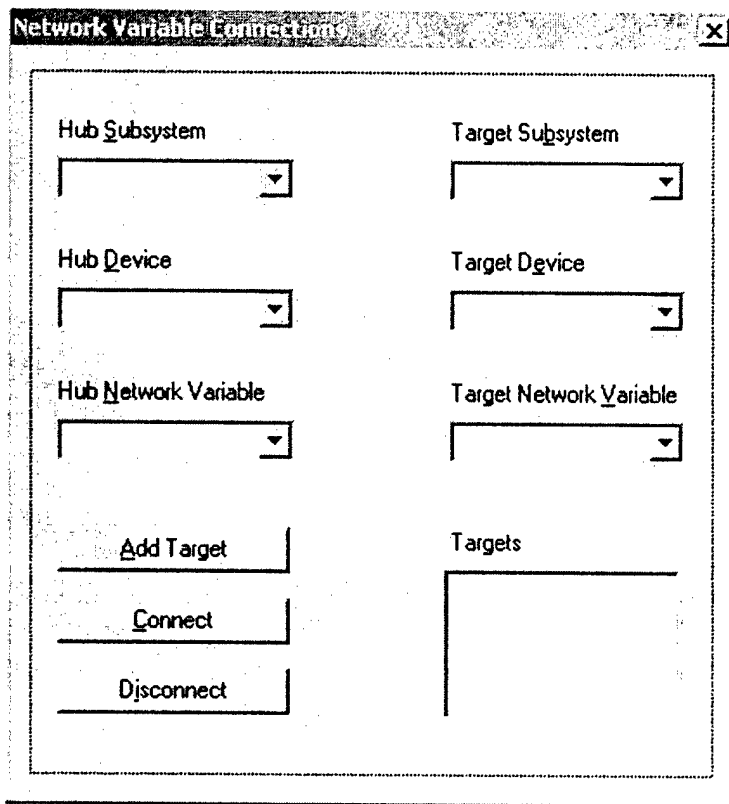 Network Variable Connections
Hub Subsystem
Target Subsystem
Hub Device
Target Device
Hub Network Variable
Target Network Variable
Add Target
Targets
Connect
Disconnect